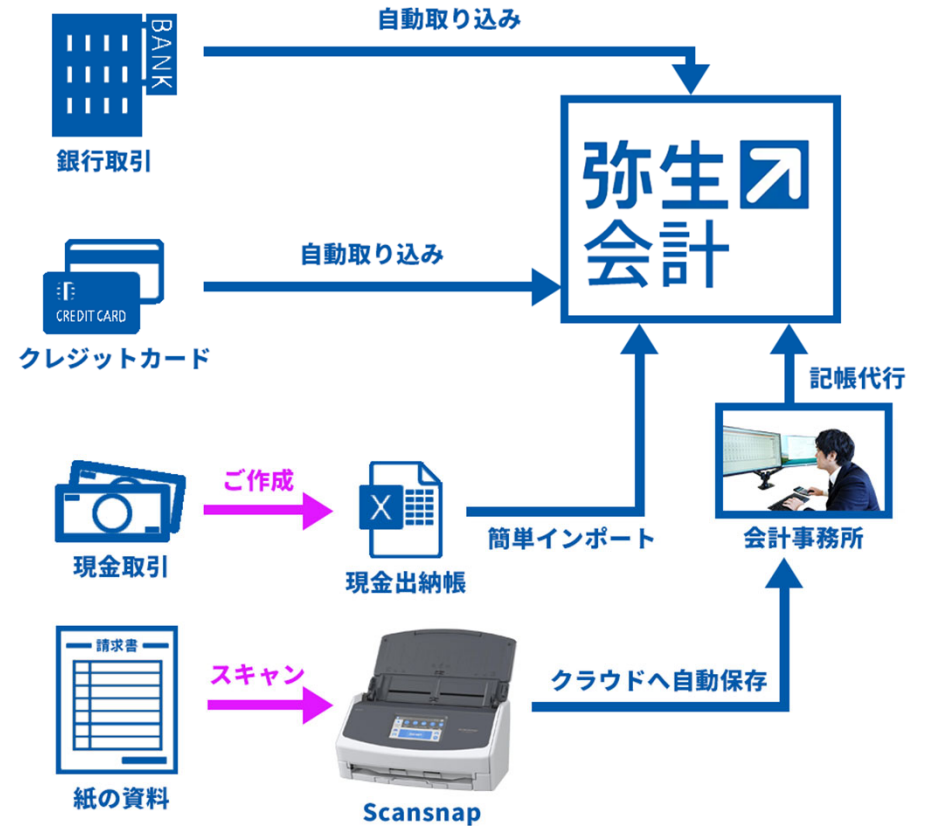 自動取り込み
BANK
銀行取引
弥生
会計
自動取り込み
CREDIT CARD
クレジットカード
記帳代行
ご作成
X
現金取引
現金出納帳
簡単インポート
会計事務所
請求書
スキャン
クラウドへ自動保存
紙の資料
Scansnap